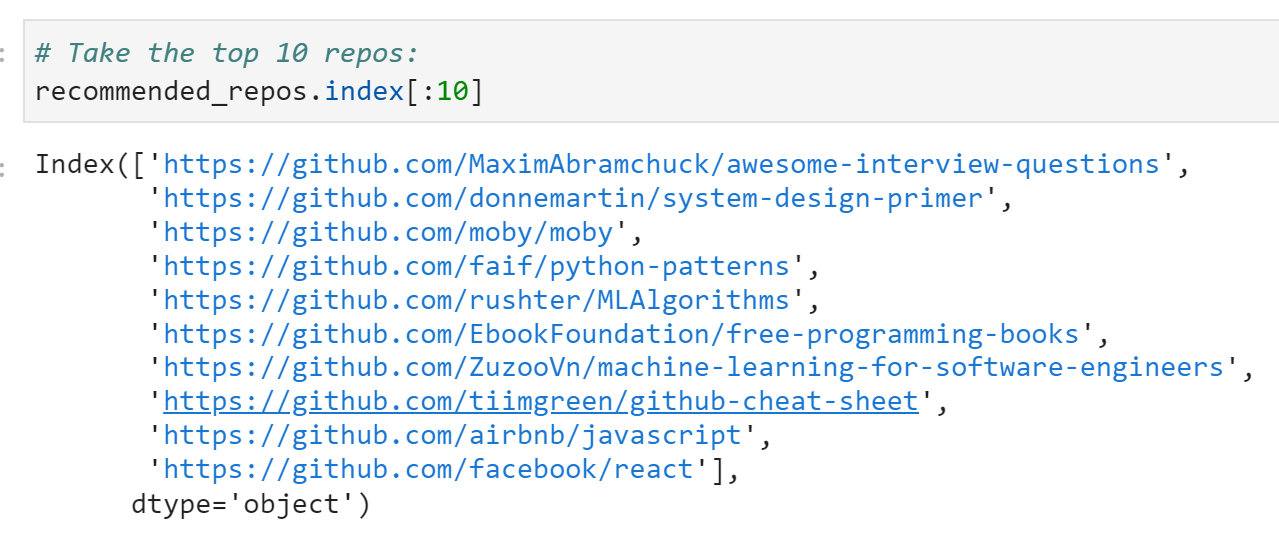 # Take the top 10 repos:
recommended_repos.index[:10]
Index(['https://github.com/MaximAbramchuck/awesome-interview-questions',
'https://github.com/donnemartin/system-design-primer',
'https://github.com/moby/moby',
'https://github.com/faif/python-patterns',
'https://github.com/rushter/MLAlgorithms',
'https://github.com/EbookFoundation/free-programming-books',
'https://github.com/ZuzooVn/machine-learning-for-software-engineers',
'https://github.com/tiimgreen/github-cheat-sheet',
'https://github.com/airbnb/javascript',
'https://github.com/facebook/react'],
dtype='object')